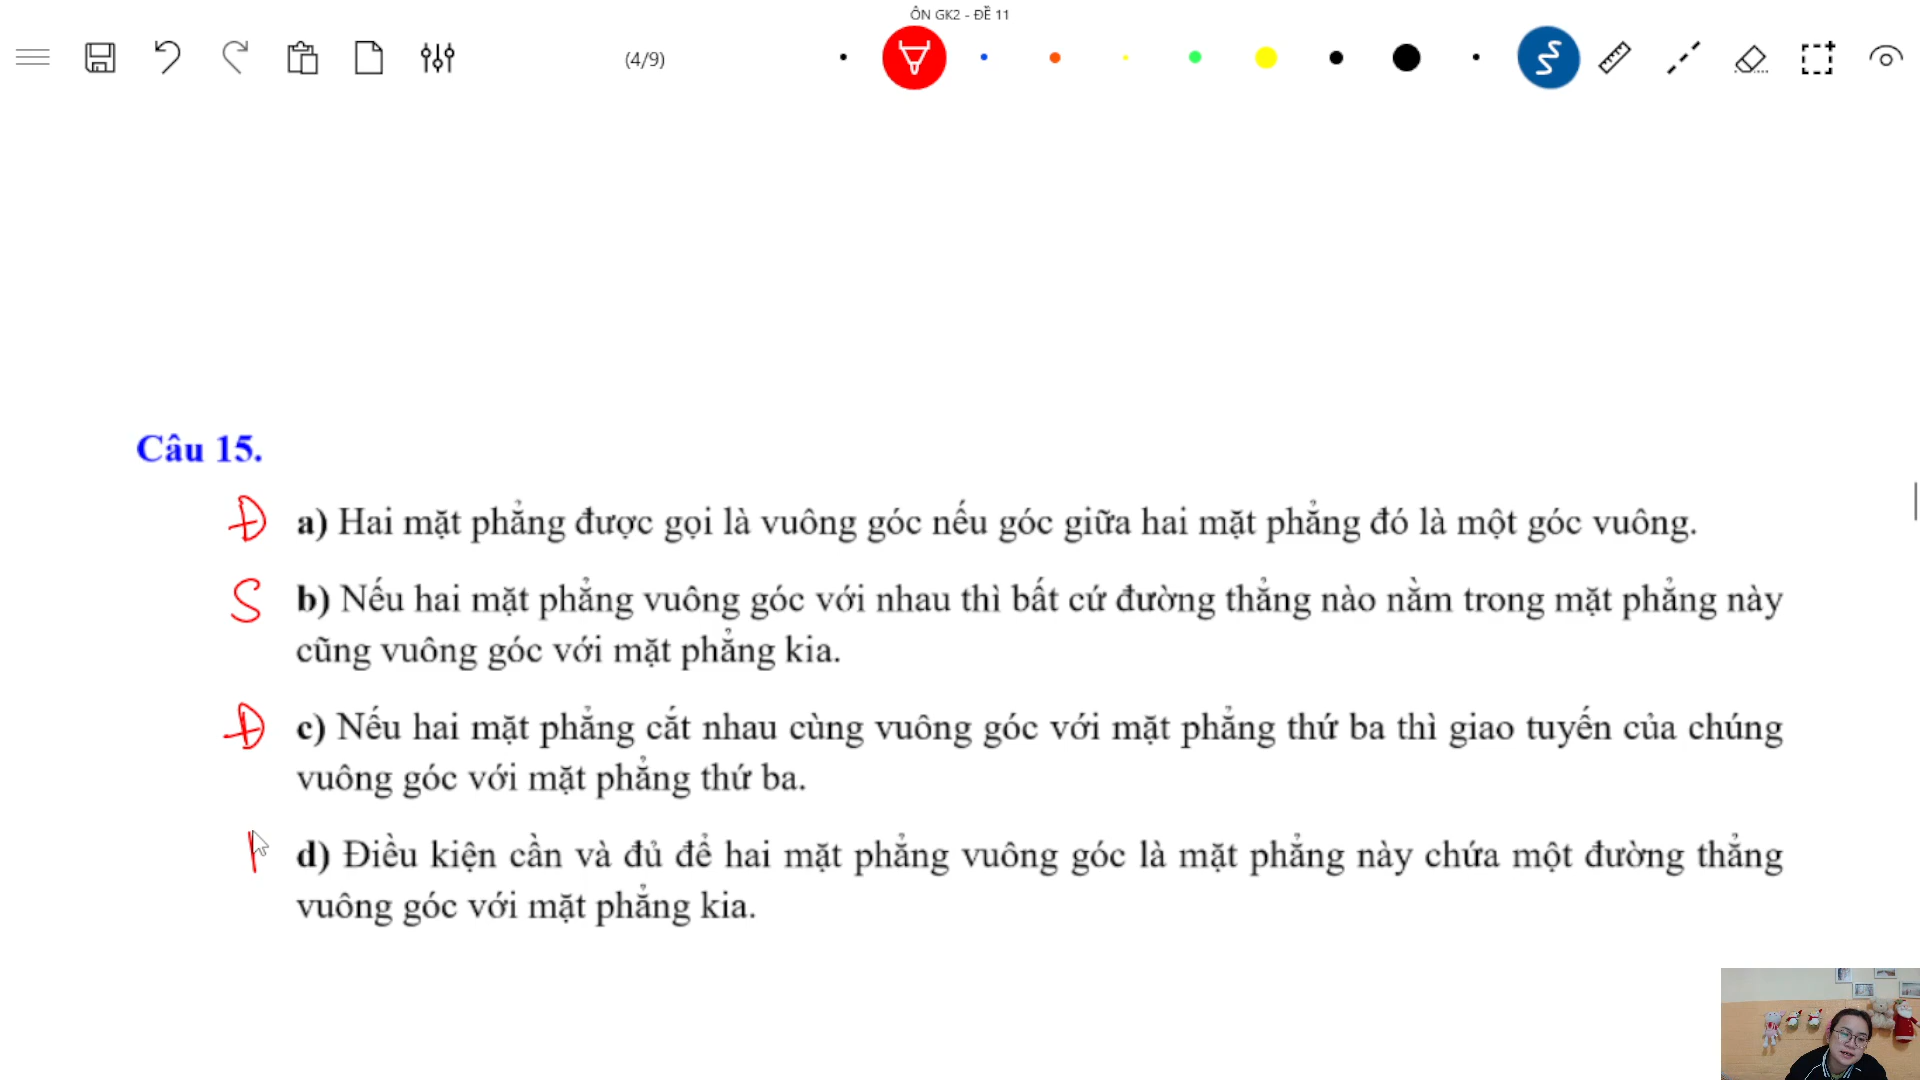 ÔN GK2 - ĐỀ 11
(4/9)
Câu 15.
Đ a) Hai mặt phẳng được gọi là vuông góc nếu góc giữa hai mặt phẳng đó là một góc vuông.
S b) Nếu hai mặt phẳng vuông góc với nhau thì bất cứ đường thẳng nào nằm trong mặt phẳng này
cũng vuông góc với mặt phẳng kia.
Đ c) Nếu hai mặt phẳng cắt nhau cùng vuông góc với mặt phẳng thứ ba thì giao tuyến của chúng
vuông góc với mặt phẳng thứ ba.
d) Điều kiện cần và đủ để hai mặt phẳng vuông góc là mặt phẳng này chứa một đường thẳng
vuông góc với mặt phẳng kia.